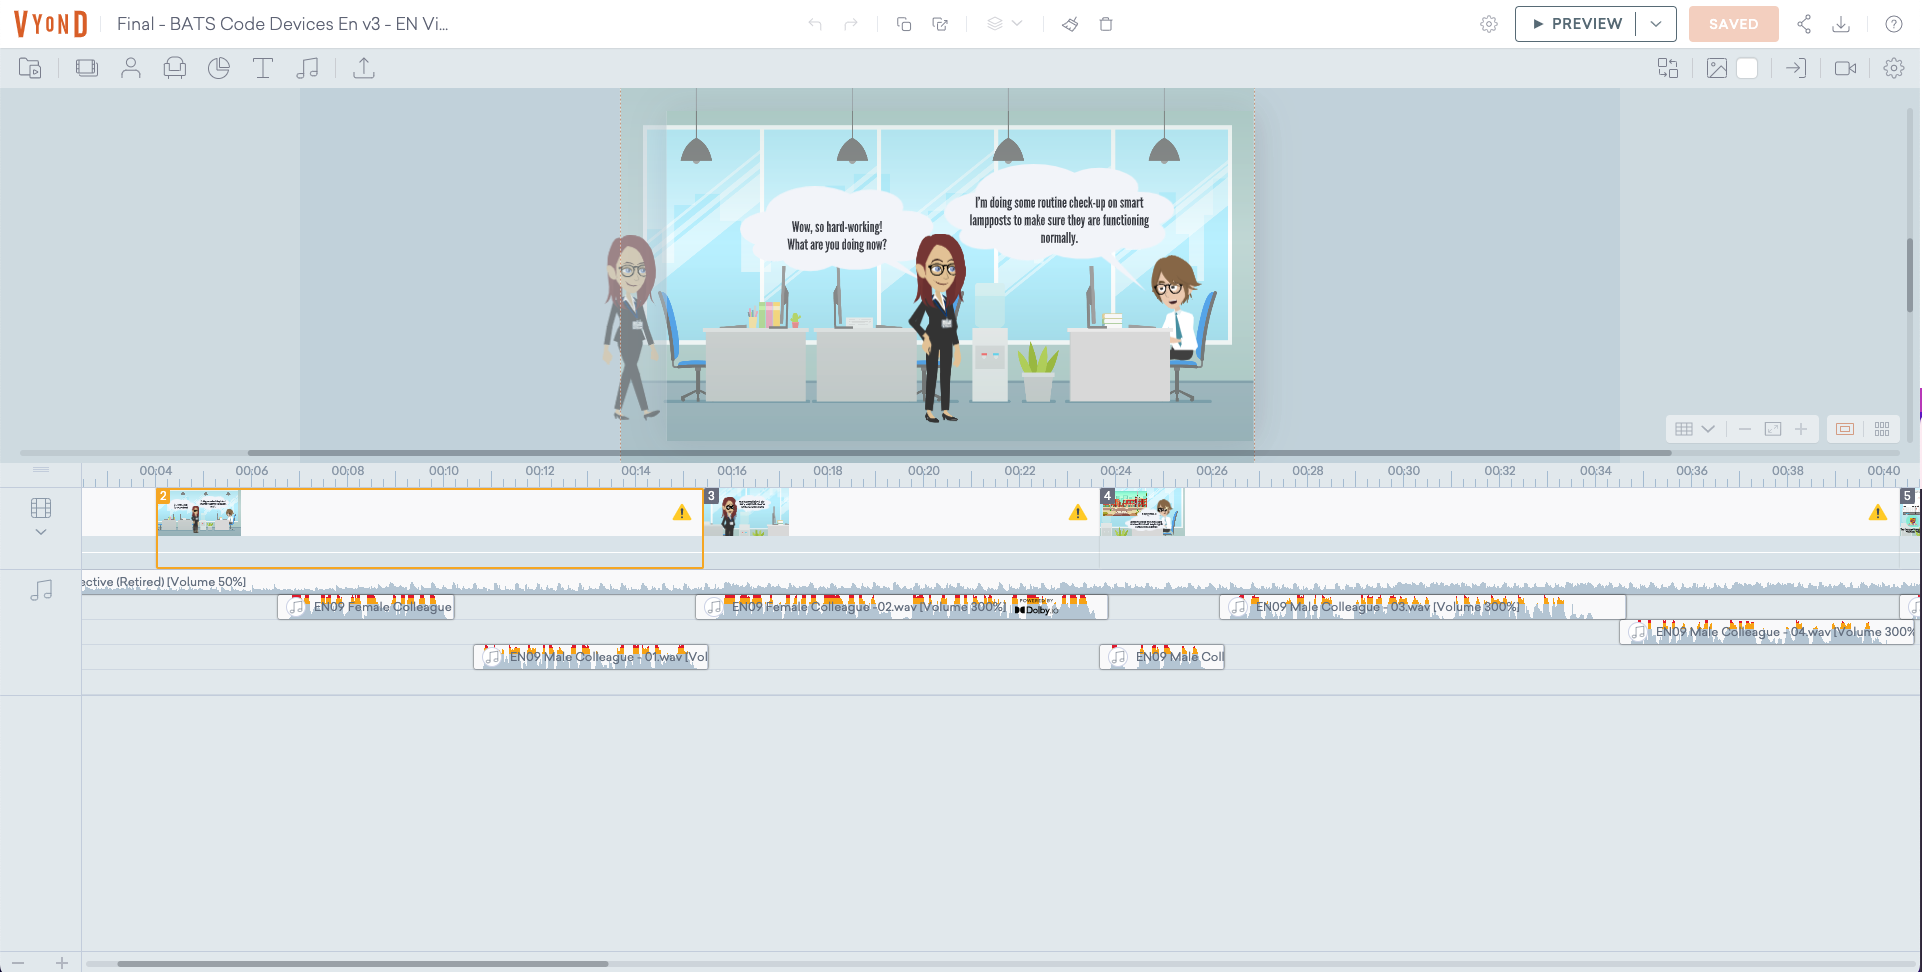 VYOND
Final - BATS Code Devices En v3 - EN Vi...
PREVIEW
SAVED
Wow, so hard-working!
What are you doing now?
I'm doing some routine check-up on smart
lampposts to make sure they are functioning
normally.
00:04 00:06 00:08 00:10 00:12 00:14 00:16 00:18 00:20 00:22 00:24 00:26 00:28 00:30 00:32 00:34 00:36 00:38 00:40
2 3 4 5
active (Retired) [Volume 50%]
EN09 Female Colleague
EN09 Female Colleague -02.wav [Volume 300%]
POWERED BY
Dolby.io
EN09 Male Colleague - 03.wav [Volume 300%]
EN09 Male Colleague - 04.wav [Volume 300%
EN09 Male Colleague - 01.wav [Vol
EN09 Male Coll